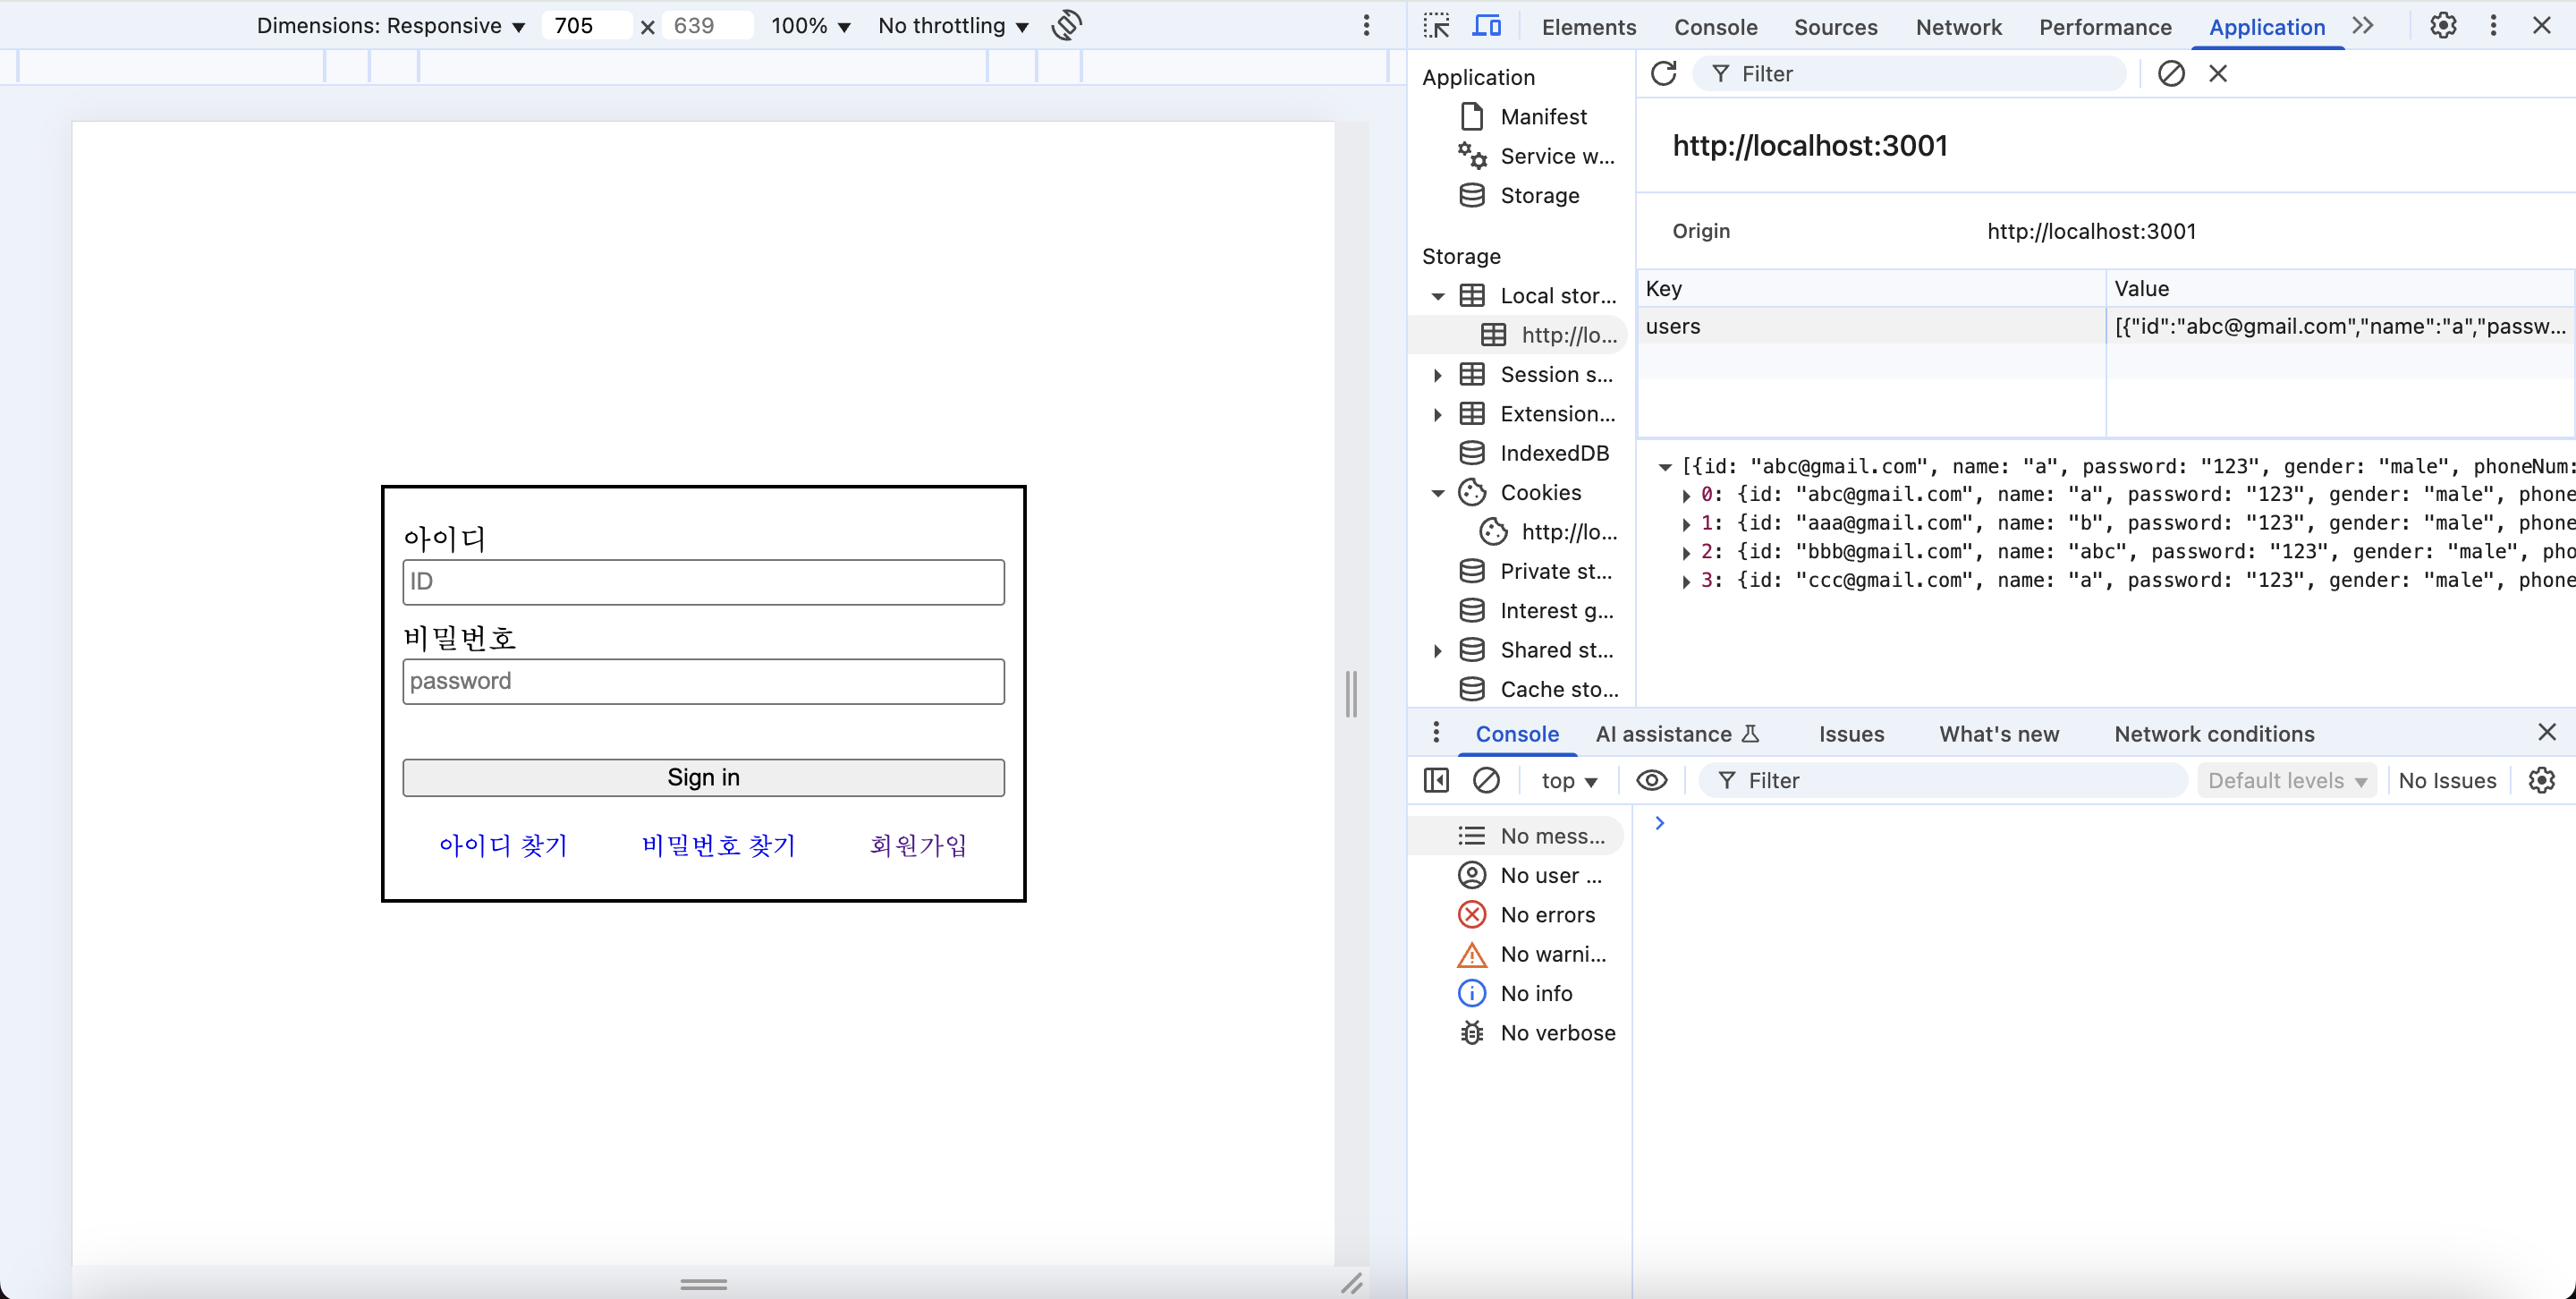 Dimensions: Responsive ▼ 705 × 639 100% ▼ No throttling ▼
아이디
ID
비밀번호
password
Sign in
아이디 찾기 비밀번호 찾기 회원가입
Elements Console Sources Network Performance Application
Application
Manifest
Service w...
Storage
Storage
Local stor...
http://lo...
Session s...
Extension...
IndexedDB
Cookies
http://lo...
Private st...
Interest g...
Shared st...
Cache sto...
Filter
http://localhost:3001
Origin http://localhost:3001
Key Value
users [{"id":"abc@gmail.com","name":"a","passw...
[{id: "abc@gmail.com", name: "a", password: "123", gender: "male", phoneNum:
0: {id: "abc@gmail.com", name: "a", password: "123", gender: "male", phone
1: {id: "aaa@gmail.com", name: "b", password: "123", gender: "male", phone
2: {id: "bbb@gmail.com", name: "abc", password: "123", gender: "male", pho
3: {id: "ccc@gmail.com", name: "a", password: "123", gender: "male", phone
Console AI assistance Issues What's new Network conditions
top ▼ Filter Default levels ▼ No Issues
No mess...
No user ...
No errors
No warni...
No info
No verbose